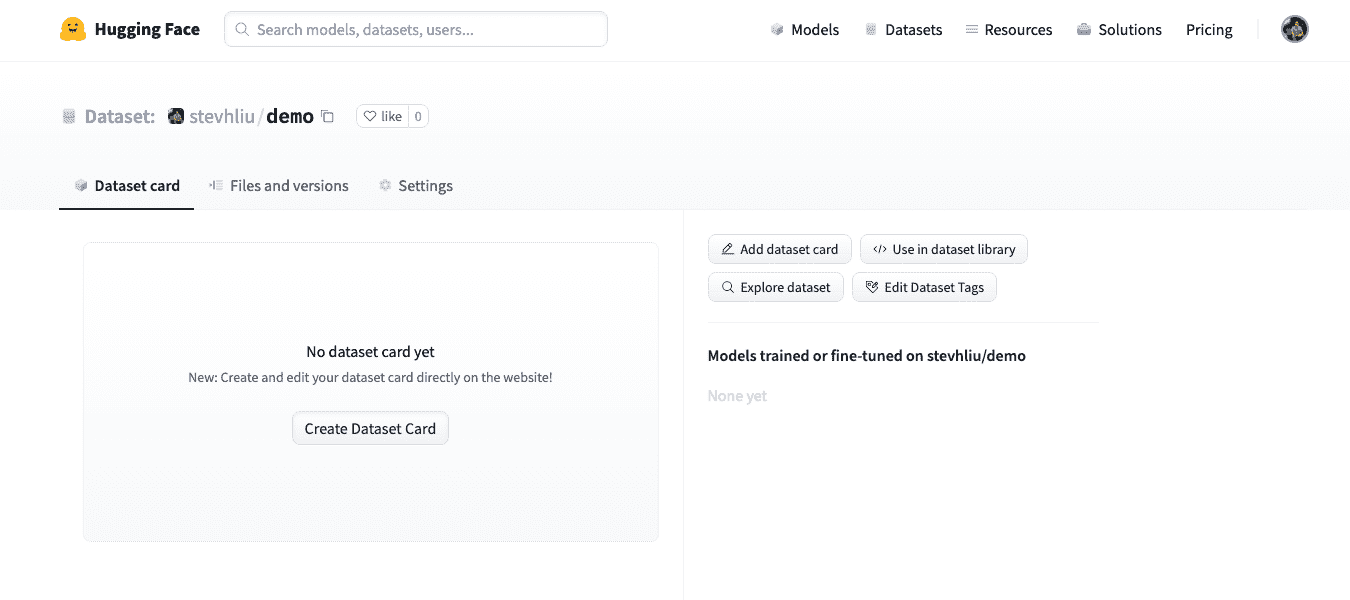 Hugging Face
Search models, datasets, users...
Models
Datasets
Resources
Solutions
Pricing
Dataset: stevhliu/demo
like 0
Dataset card
Files and versions
Settings
No dataset card yet
New: Create and edit your dataset card directly on the website!
Create Dataset Card
Add dataset card
</> Use in dataset library
Explore dataset
Edit Dataset Tags
Models trained or fine-tuned on stevhliu/demo
None yet